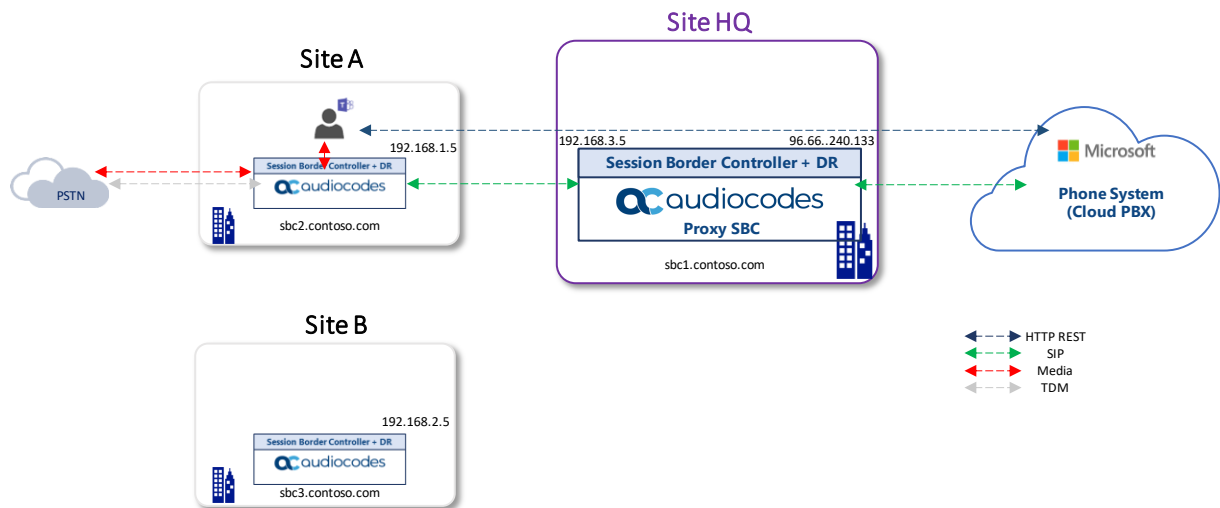 Site HQ
Site A
192.168.1.5
192.168.3.5
96.66..240.133
Session Border Controller + DR
audiocodes
sbc2.contoso.com
PSTN
Session Border Controller + DR
audiocodes
Proxy SBC
sbc1.contoso.com
Microsoft
Phone System
(Cloud PBX)
Site B
192.168.2.5
Session Border Controller + DR
audiocodes
sbc3.contoso.com
HTTP REST
SIP
Media
TDM